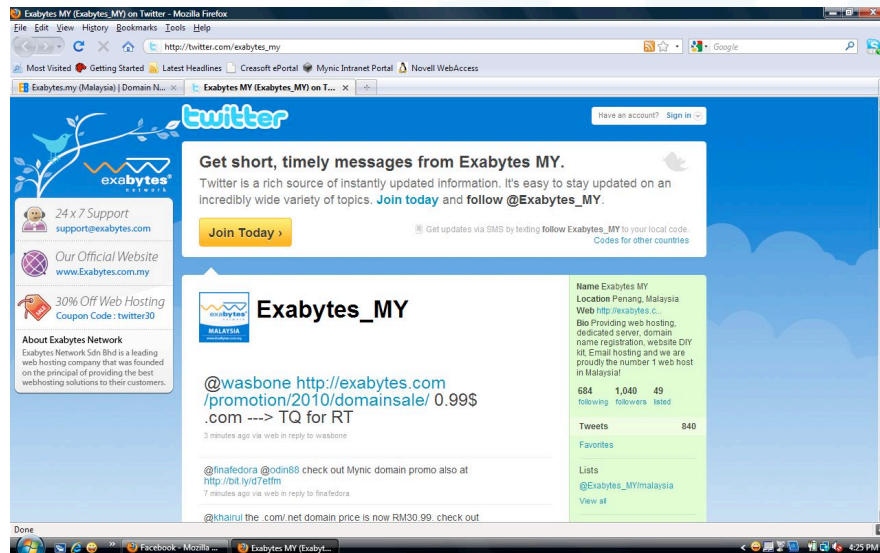 Exabytes MY (Exabytes_MY) on Twitter - Mozilla Firefox
File Edit View History Bookmarks Tools Help
http://twitter.com/exabytes_my
Google
Most Visited Getting Started Latest Headlines Creasoft ePortal Mynic Intranet Portal Novell WebAccess
Exabytes.my (Malaysia) | Domain N...
Exabytes MY (Exabytes_MY) on T...
twitter
Have an account? Sign in
exabytes
network
24 x 7 Support
support@exabytes.com
Our Official Website
www.Exabytes.com.my
30% Off Web Hosting
Coupon Code : twitter30
About Exabytes Network
Exabytes Network Sdn Bhd is a leading
web hosting company that was founded
on the principal of providing the best
webhosting solutions to their customers.
Get short, timely messages from Exabytes MY.
Twitter is a rich source of instantly updated information. It's easy to stay updated on an
incredibly wide variety of topics. Join today and follow @Exabytes_MY.
Join Today ›
Get updates via SMS by texting follow Exabytes_MY to your local code.
Codes for other countries
exabytes
MALAYSIA
Exabytes_MY
@wasbone http://exabytes.com
/promotion/2010/domainsale/ 0.99$
.com ---> TQ for RT
3 minutes ago via web in reply to wasbone
@finafedora @odin88 check out Mynic domain promo also at
http://bit.ly/d7etfm
7 minutes ago via web in reply to finafedora
@khairul the .com/.net domain price is now RM30.99. check out
Name Exabytes MY
Location Penang, Malaysia
Web http://exabytes.c...
Bio Providing web hosting,
dedicated server, domain
name registration, website DIY
kit, Email hosting and we are
proudly the number 1 web host
in Malaysia!
684 1,040 49
following followers listed
Tweets 840
Favorites
Lists
@Exabytes_MY/malaysia
View all
Done
Facebook - Mozilla ...
Exabytes MY (Exabyt...
4:25 PM